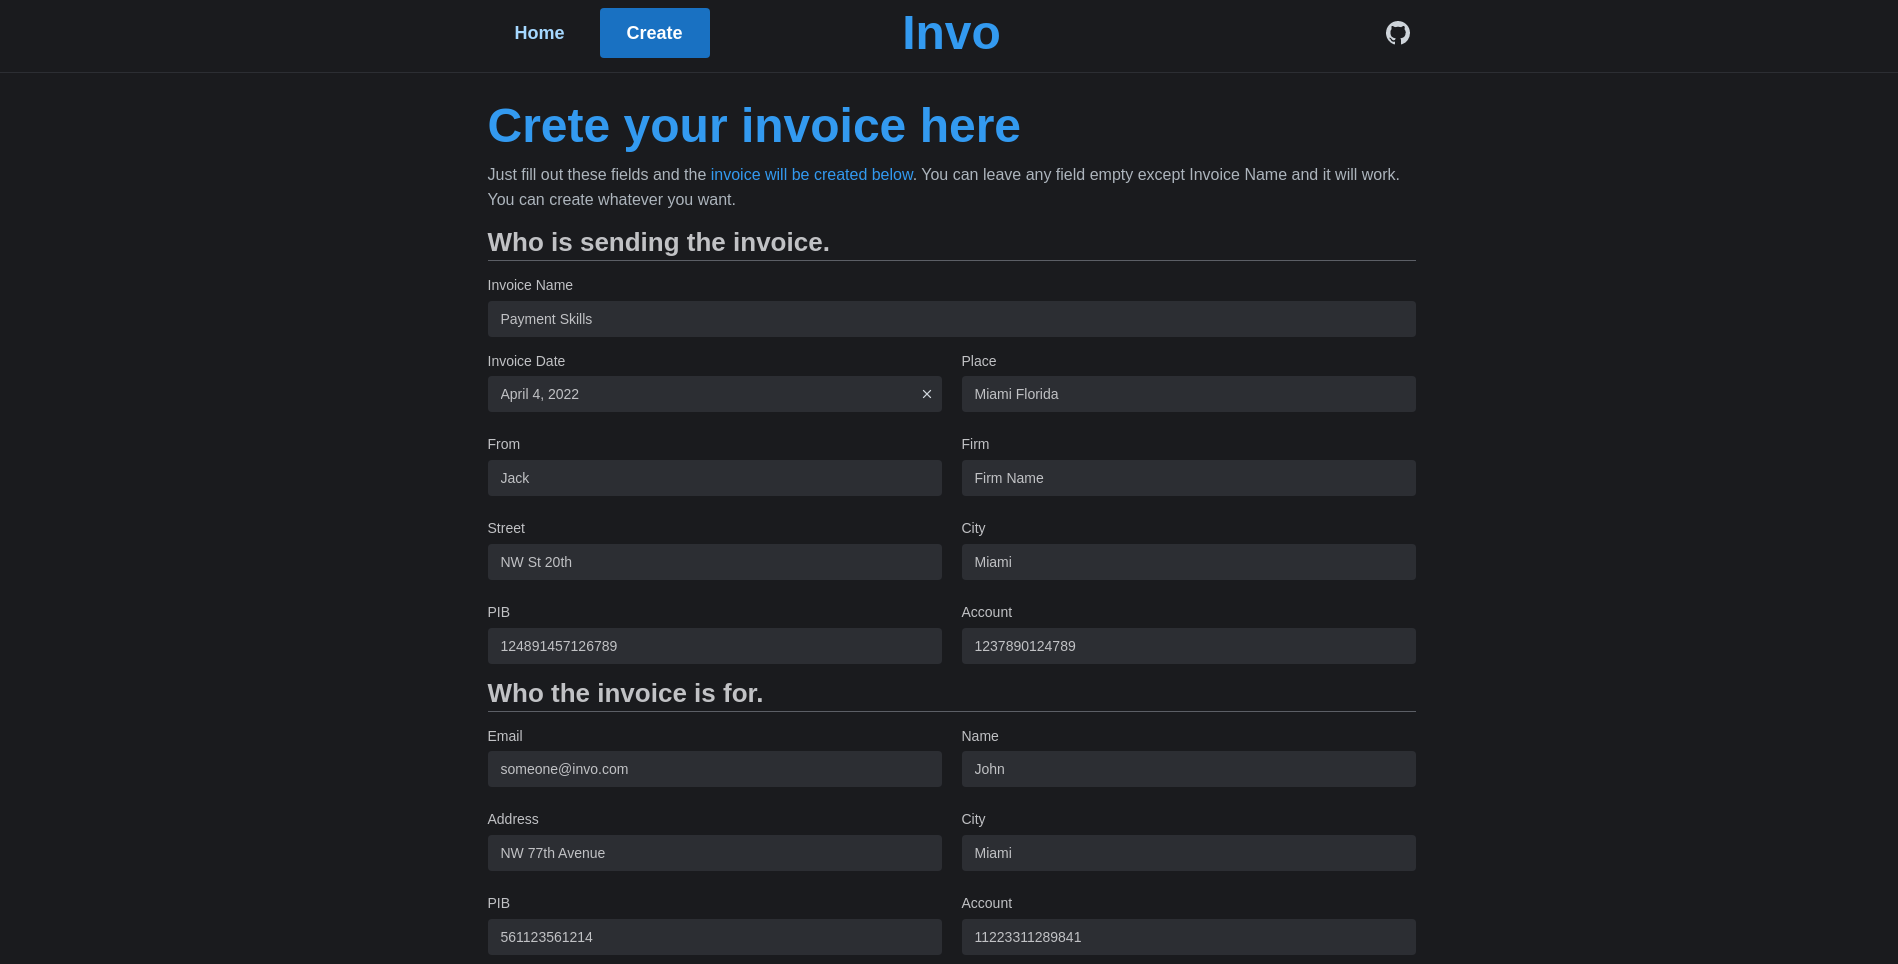 Home
Create
Invo
Crete your invoice here
Just fill out these fields and the invoice will be created below. You can leave any field empty except Invoice Name and it will work.
You can create whatever you want.
Who is sending the invoice.
Invoice Name
Payment Skills
Invoice Date
Place
April 4, 2022
Miami Florida
From
Firm
Jack
Firm Name
Street
City
NW St 20th
Miami
PIB
Account
124891457126789
1237890124789
Who the invoice is for.
Email
Name
someone@invo.com
John
Address
City
NW 77th Avenue
Miami
PIB
Account
561123561214
11223311289841